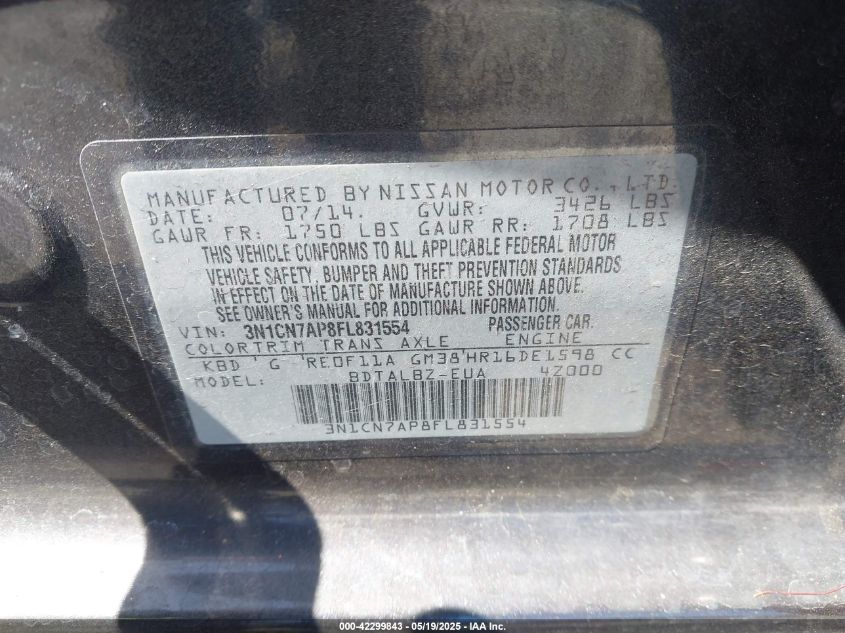 MANUFACTURED BY NISSAN MOTOR CO., LTD.
DATE: 07/14. GVWR: 3426 LBS
GAWR FR: 1750 LBS GAWR RR: 1708 LBS
THIS VEHICLE CONFORMS TO ALL APPLICABLE FEDERAL MOTOR
VEHICLE SAFETY, BUMPER AND THEFT PREVENTION STANDARDS
IN EFFECT ON THE DATE OF MANUFACTURE SHOWN ABOVE.
SEE OWNER'S MANUAL FOR ADDITIONAL INFORMATION.
VIN: 3N1CN7AP8FL831554 PASSENGER CAR.
COLOR TRIM TRANS AXLE ENGINE
KBD ' G 'RE0F11A GM38'HR16DE1598 CC
MODEL: BDTALBZ-EUA 4Z000
3N1CN7AP8FL831554
000-42299843 - 05/19/2025 - IAA Inc.